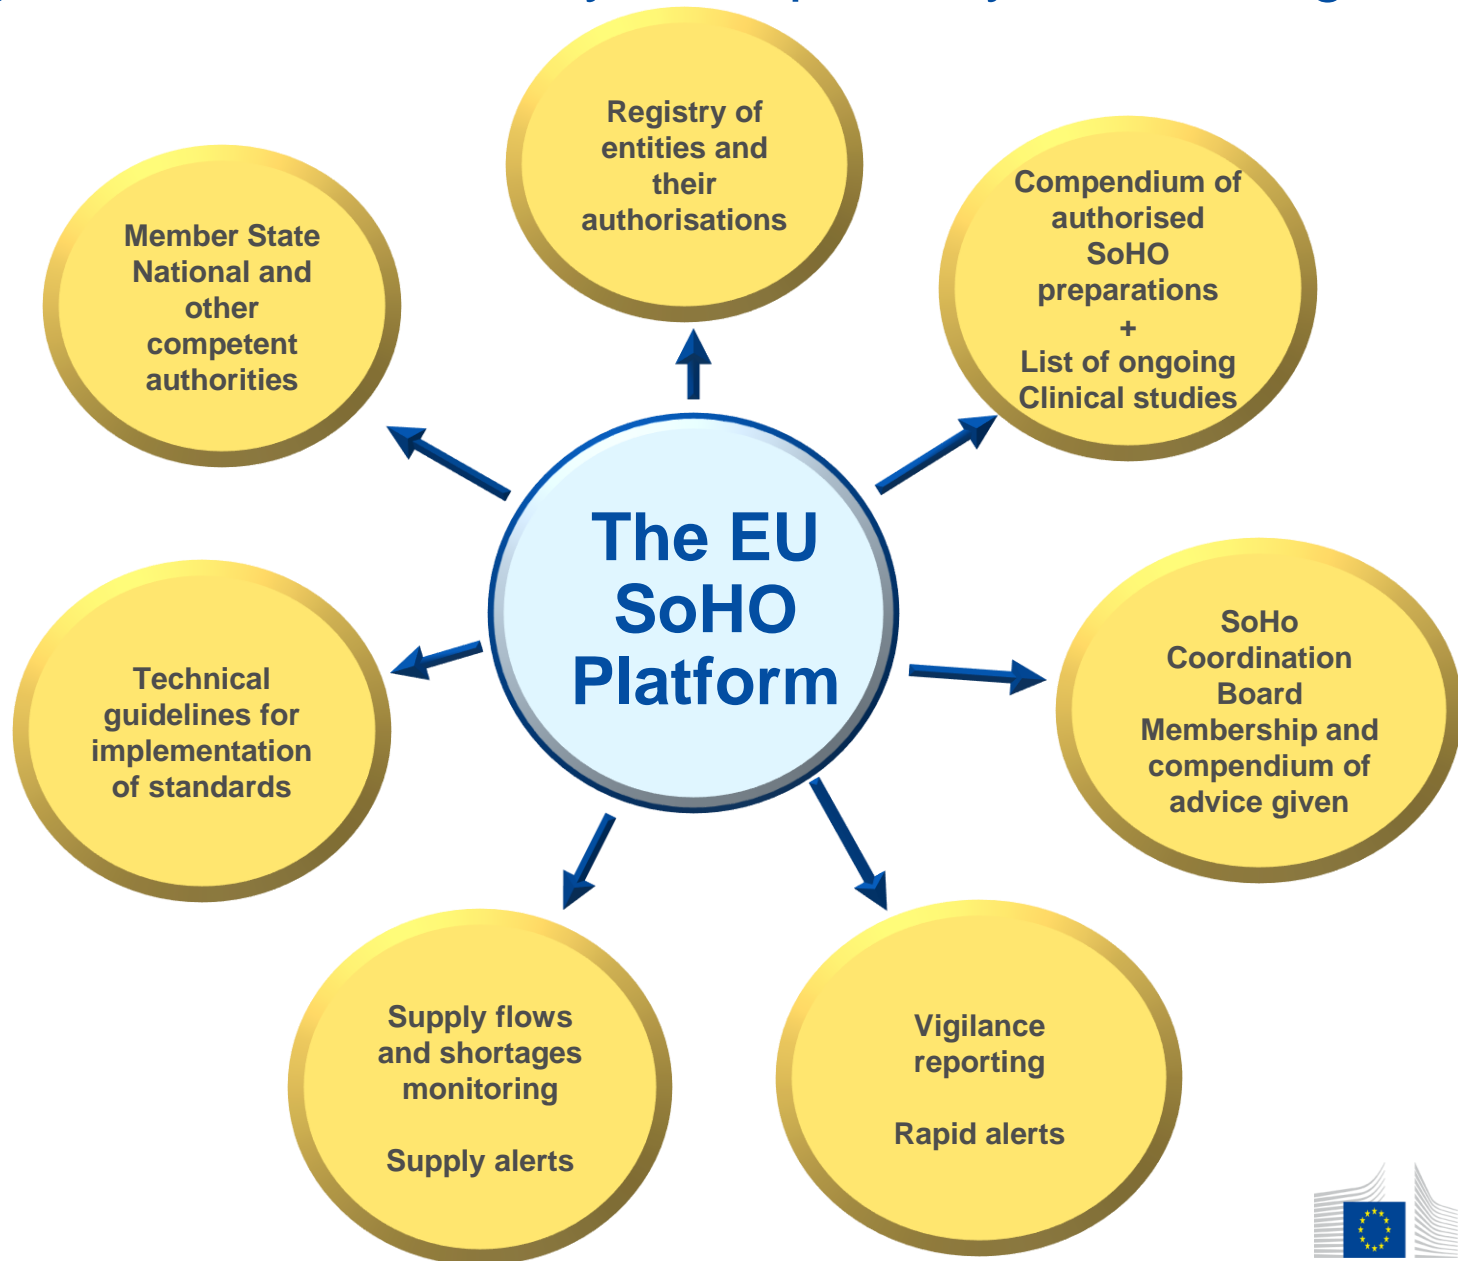 Registry of
entities and
their
authorisations
Compendium of
authorised
SoHO
preparations
+
List of ongoing
Clinical studies
Member State
National and
other
competent
authorities
The EU
SoHO
Platform
SoHo
Coordination
Board
Membership and
compendium of
advice given
Technical
guidelines for
implementation
of standards
Supply flows
and shortages
monitoring
Supply alerts
Vigilance
reporting
Rapid alerts